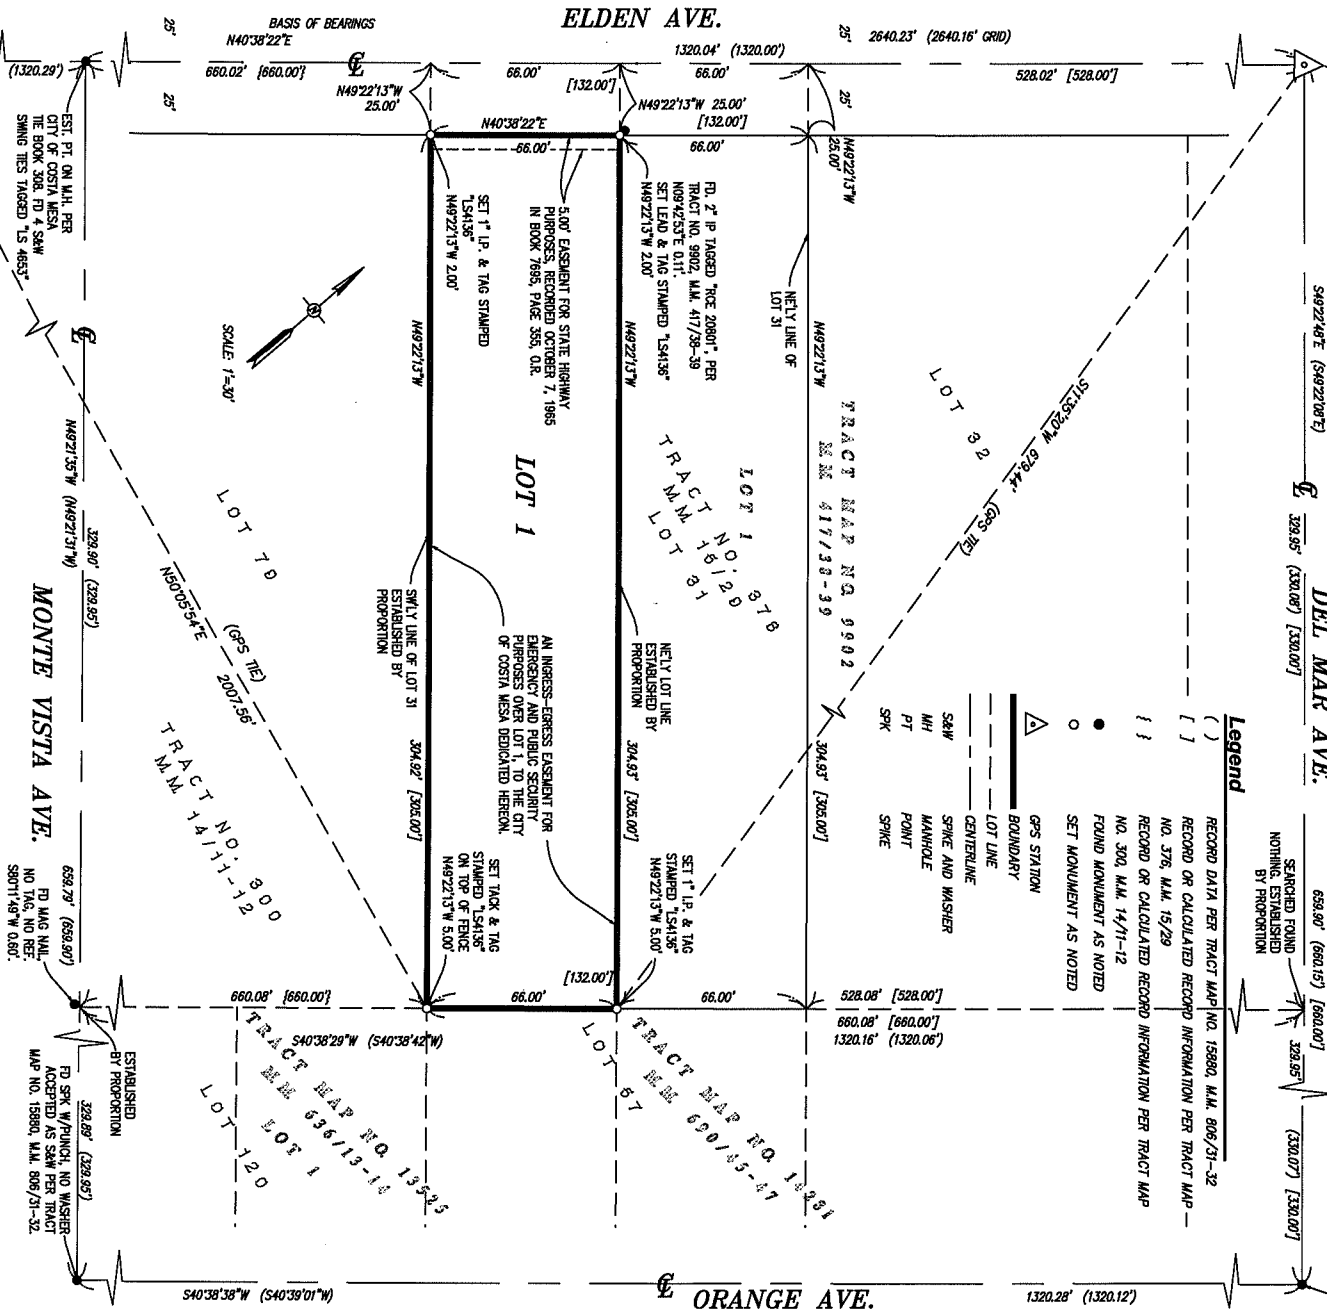 ELDEN AVE.
BASIS OF BEARINGS
N40°38'22"E
25'
25'
(1320.29')
660.02' {660.00'}
1320.04' (1320.00')
66.00'
[132.00']
66.00'
[132.00']
25'
25'
2640.23' (2640.16' GRID)
528.02' [528.00']
N49°22'13"W
25.00'
N49°22'13"W 25.00'
N49°22'13"W
25.00'
N40°38'22"E
66.00'
66.00'
EST. PT. ON M.H. PER
CITY OF COSTA MESA
TIE BOOK 308. FD 4 S&W
SWING TIES TAGGED "LS 4653"
SET 1" I.P. & TAG STAMPED
"LS4136"
N49°22'13"W 2.00'
5.00' EASEMENT FOR STATE HIGHWAY
PURPOSES, RECORDED OCTOBER 7, 1965
IN BOOK 7695, PAGE 355, O.R.
FD. 2" IP TAGGED "RCE 20801", PER
TRACT NO. 9902, M.M. 417/38-39
N09°42'53"E 0.11'.
SET LEAD & TAG STAMPED "LS4136"
N49°22'13"W 2.00'
NE'LY LINE OF
LOT 31
N49°22'13"W
N49°22'13"W
N49°22'13"W
SCALE: 1"=30'
LOT 32
S11°35'20"W 679.44' (GPS TIE)
S49°22'48"E (S49°22'08"E)
329.95' (330.08') [330.00']
DEL MAR AVE.
659.90' (660.15') [660.00']
329.95'
(330.07') [330.00']
TRACT MAP NO. 9902
M.M. 417/38-39
LOT 1
TRACT NO. 376
M.M. 15/29
LOT 31
LOT 1
LOT 79
N49°21'35"W (N49°21'31"W)
329.90' (329.95')
MONTE VISTA AVE.
659.79' (659.90')
329.89' (329.95')
N50°05'54"E
(GPS TIE)
2007.56'
TRACT NO. 300
M.M. 14/11-12
SW'LY LINE OF LOT 31
ESTABLISHED BY
PROPORTION
NE'LY LOT LINE
ESTABLISHED BY
PROPORTION
AN INGRESS-EGRESS EASEMENT FOR
EMERGENCY AND PUBLIC SECURITY
PURPOSES OVER LOT 1, TO THE CITY
OF COSTA MESA DEDICATED HEREON.
304.92' [305.00']
304.93' [305.00']
304.93' [305.00']
SET TACK & TAG
STAMPED "LS4136"
ON TOP OF FENCE
N49°22'13"W 5.00'
SET 1" I.P. & TAG
STAMPED "LS4136"
N49°22'13"W 5.00'
Legend
( ) RECORD DATA PER TRACT MAP NO. 15880, M.M. 806/31-32
[ ] RECORD OR CALCULATED RECORD INFORMATION PER TRACT MAP
NO. 376, M.M. 15/29
{ } RECORD OR CALCULATED RECORD INFORMATION PER TRACT MAP
NO. 300, M.M. 14/11-12
FOUND MONUMENT AS NOTED
SET MONUMENT AS NOTED
GPS STATION
BOUNDARY
LOT LINE
CENTERLINE
S&W SPIKE AND WASHER
MH MANHOLE
PT POINT
SPK SPIKE
SEARCHED FOUND
NOTHING, ESTABLISHED
BY PROPORTION
FD MAG NAIL,
NO TAG, NO REF.
S80°11'49"W 0.60'.
[132.00']
660.08' {660.00'}
66.00'
66.00'
528.08' [528.00']
660.08' [660.00']
1320.16' (1320.06')
S40°38'29"W (S40°38'42"W)
ESTABLISHED
BY PROPORTION
FD SPK W/PUNCH, NO WASHER
ACCEPTED AS S&W PER TRACT
MAP NO. 15880, M.M. 806/31-32.
TRACT MAP NO. 13525
M.M. 636/13-14
LOT 1
LOT 120
TRACT MAP NO. 14231
M.M. 690/45-47
LOT 67
S40°38'38"W (S40°39'01"W)
ORANGE AVE.
1320.28' (1320.12')